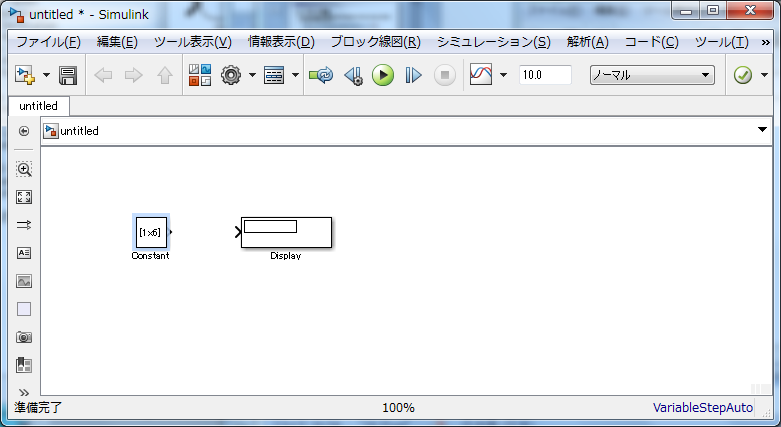 untitled * - Simulink
ファイル(F) 編集(E) ツール表示(V) 情報表示(D) ブロック線図(R) シミュレーション(S) 解析(A) コード(C) ツール(T) »
10.0 ノーマル
untitled
untitled
[1x6]
Constant Display
準備完了 100% VariableStepAuto